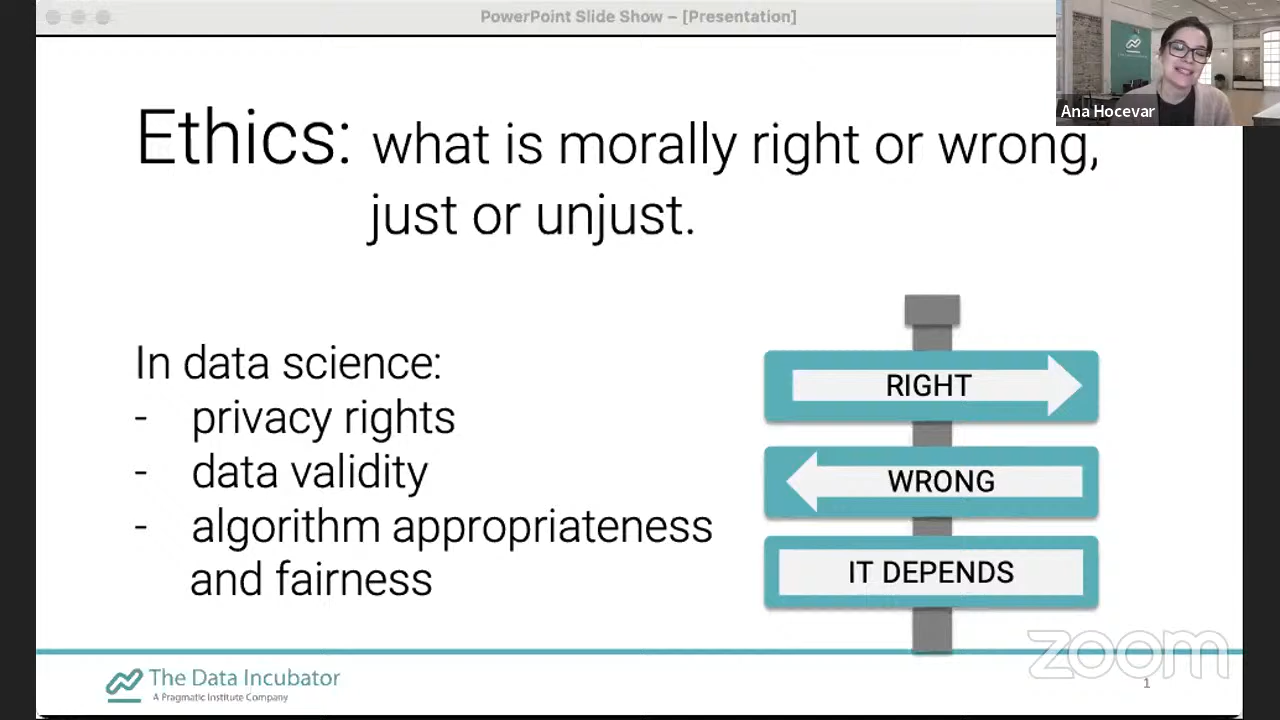 PowerPoint Slide Show – [Presentation]
Ana Hocevar
Ethics: what is morally right or wrong,
just or unjust.
In data science:
- privacy rights
- data validity
- algorithm appropriateness
and fairness
RIGHT
WRONG
IT DEPENDS
The Data Incubator
A Pragmatic Institute Company
zoom
1